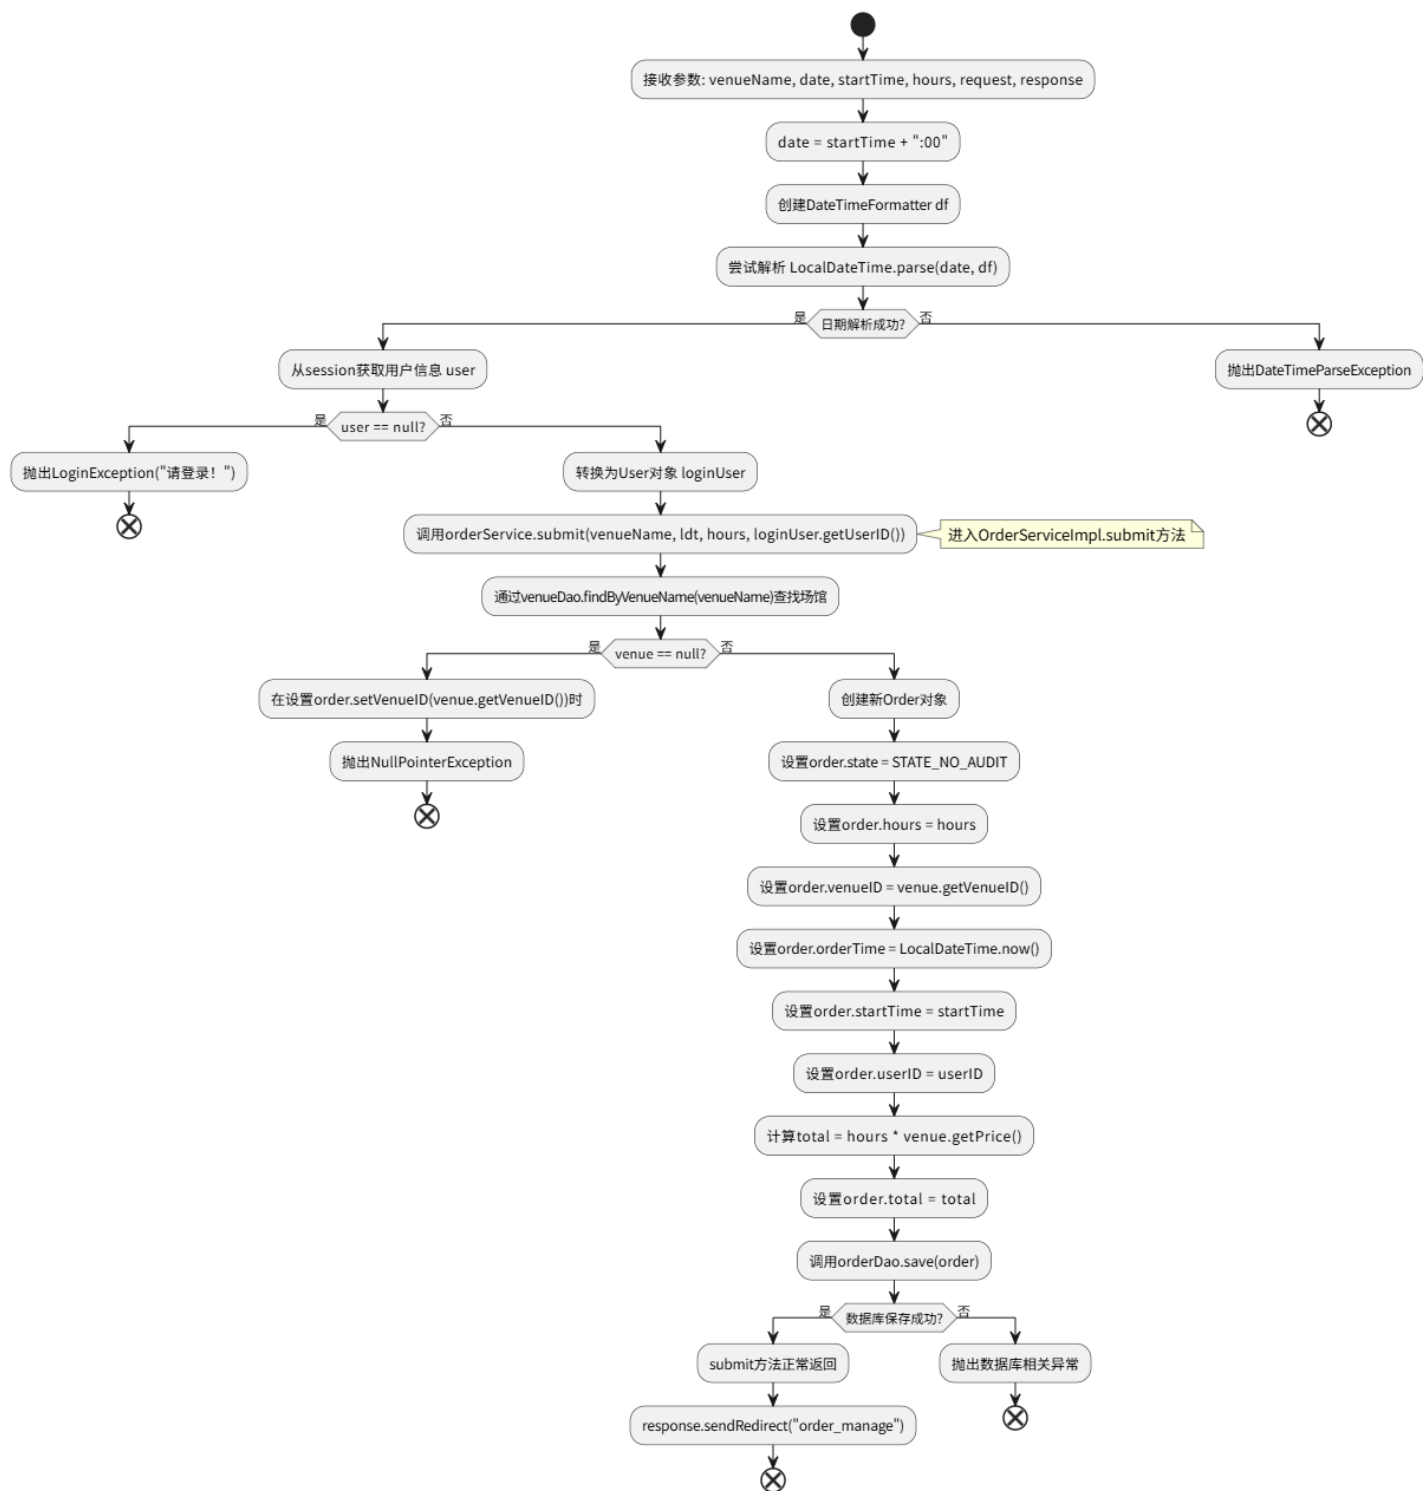 接收参数: venueName, date, startTime, hours, request, response
date = startTime + ":00"
创建DateTimeFormatter df
尝试解析 LocalDateTime.parse(date, df)
是
日期解析成功?
否
从session获取用户信息 user
抛出DateTimeParseException
是
user == null?
否
抛出LoginException("请登录！")
转换为User对象 loginUser
调用orderService.submit(venueName, ldt, hours, loginUser.getUserID())
进入OrderServiceImpl.submit方法
通过venueDao.findByVenueName(venueName)查找场馆
是
venue == null?
否
在设置order.setVenueID(venue.getVenueID())时
创建新Order对象
抛出NullPointerException
设置order.state = STATE_NO_AUDIT
设置order.hours = hours
设置order.venueID = venue.getVenueID()
设置order.orderTime = LocalDateTime.now()
设置order.startTime = startTime
设置order.userID = userID
计算total = hours * venue.getPrice()
设置order.total = total
调用orderDao.save(order)
是
数据库保存成功?
否
submit方法正常返回
抛出数据库相关异常
response.sendRedirect("order_manage")